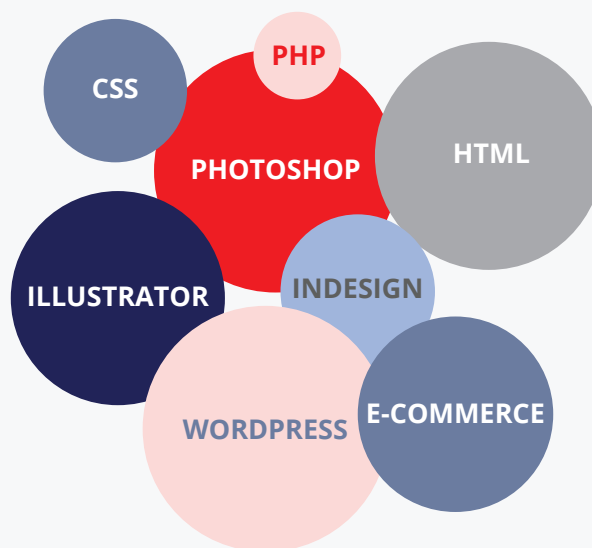 PHP
CSS
HTML
PHOTOSHOP
INDESIGN
ILLUSTRATOR
E-COMMERCE
WORDPRESS